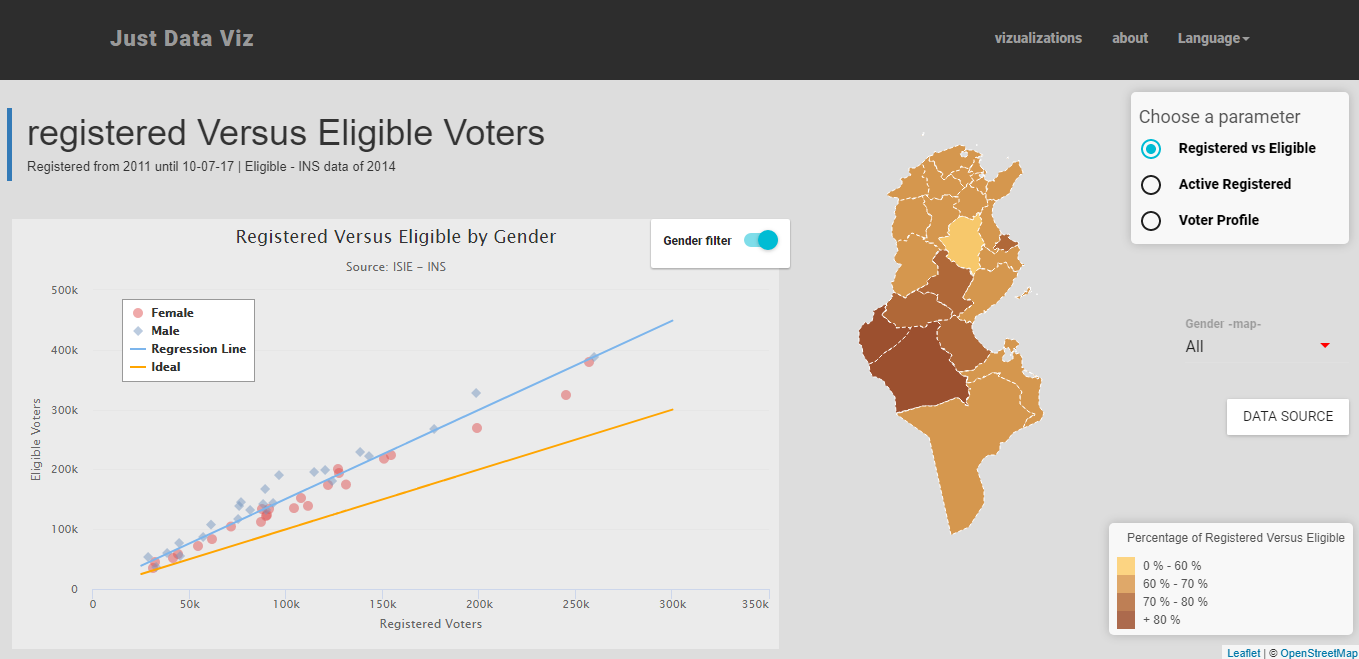 Just Data Viz
vizualizations about Language
registered Versus Eligible Voters
Registered from 2011 until 10-07-17 | Eligible - INS data of 2014
Choose a parameter
Registered vs Eligible
Active Registered
Voter Profile
Registered Versus Eligible by Gender
Source: ISIE – INS
Gender filter
Female
Male
Regression Line
Ideal
Eligible Voters
500k
400k
300k
200k
100k
0
0 50k 100k 150k 200k 250k 300k 350k
Registered Voters
Gender -map-
All
DATA SOURCE
Percentage of Registered Versus Eligible
0 % - 60 %
60 % - 70 %
70 % - 80 %
+ 80 %
Leaflet | © OpenStreetMap